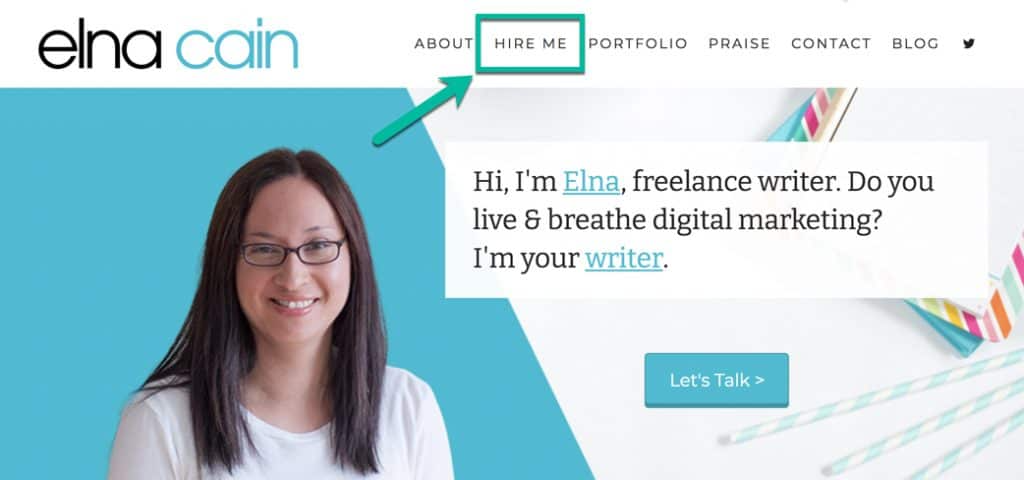 elna cain
ABOUT HIRE ME PORTFOLIO PRAISE CONTACT BLOG
Hi, I'm Elna, freelance writer. Do you
live & breathe digital marketing?
I'm your writer.
Let's Talk >